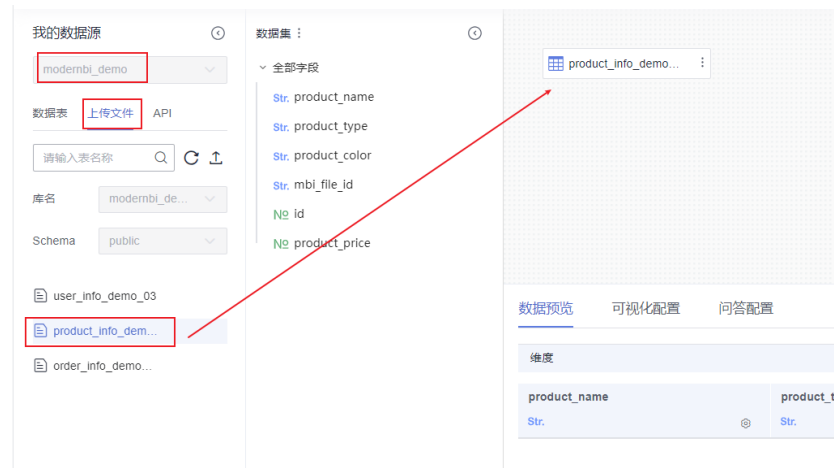 我的数据源
modernbi_demo
数据表 上传文件 API
请输入表名称
库名 modernbi_de...
Schema public
user_info_demo_03
product_info_dem...
order_info_demo...
数据集
全部字段
Str. product_name
Str. product_type
Str. product_color
Str. mbi_file_id
№ id
№ product_price
product_info_demo...
数据预览 可视化配置 问答配置
维度
product_name product_t
Str. Str.